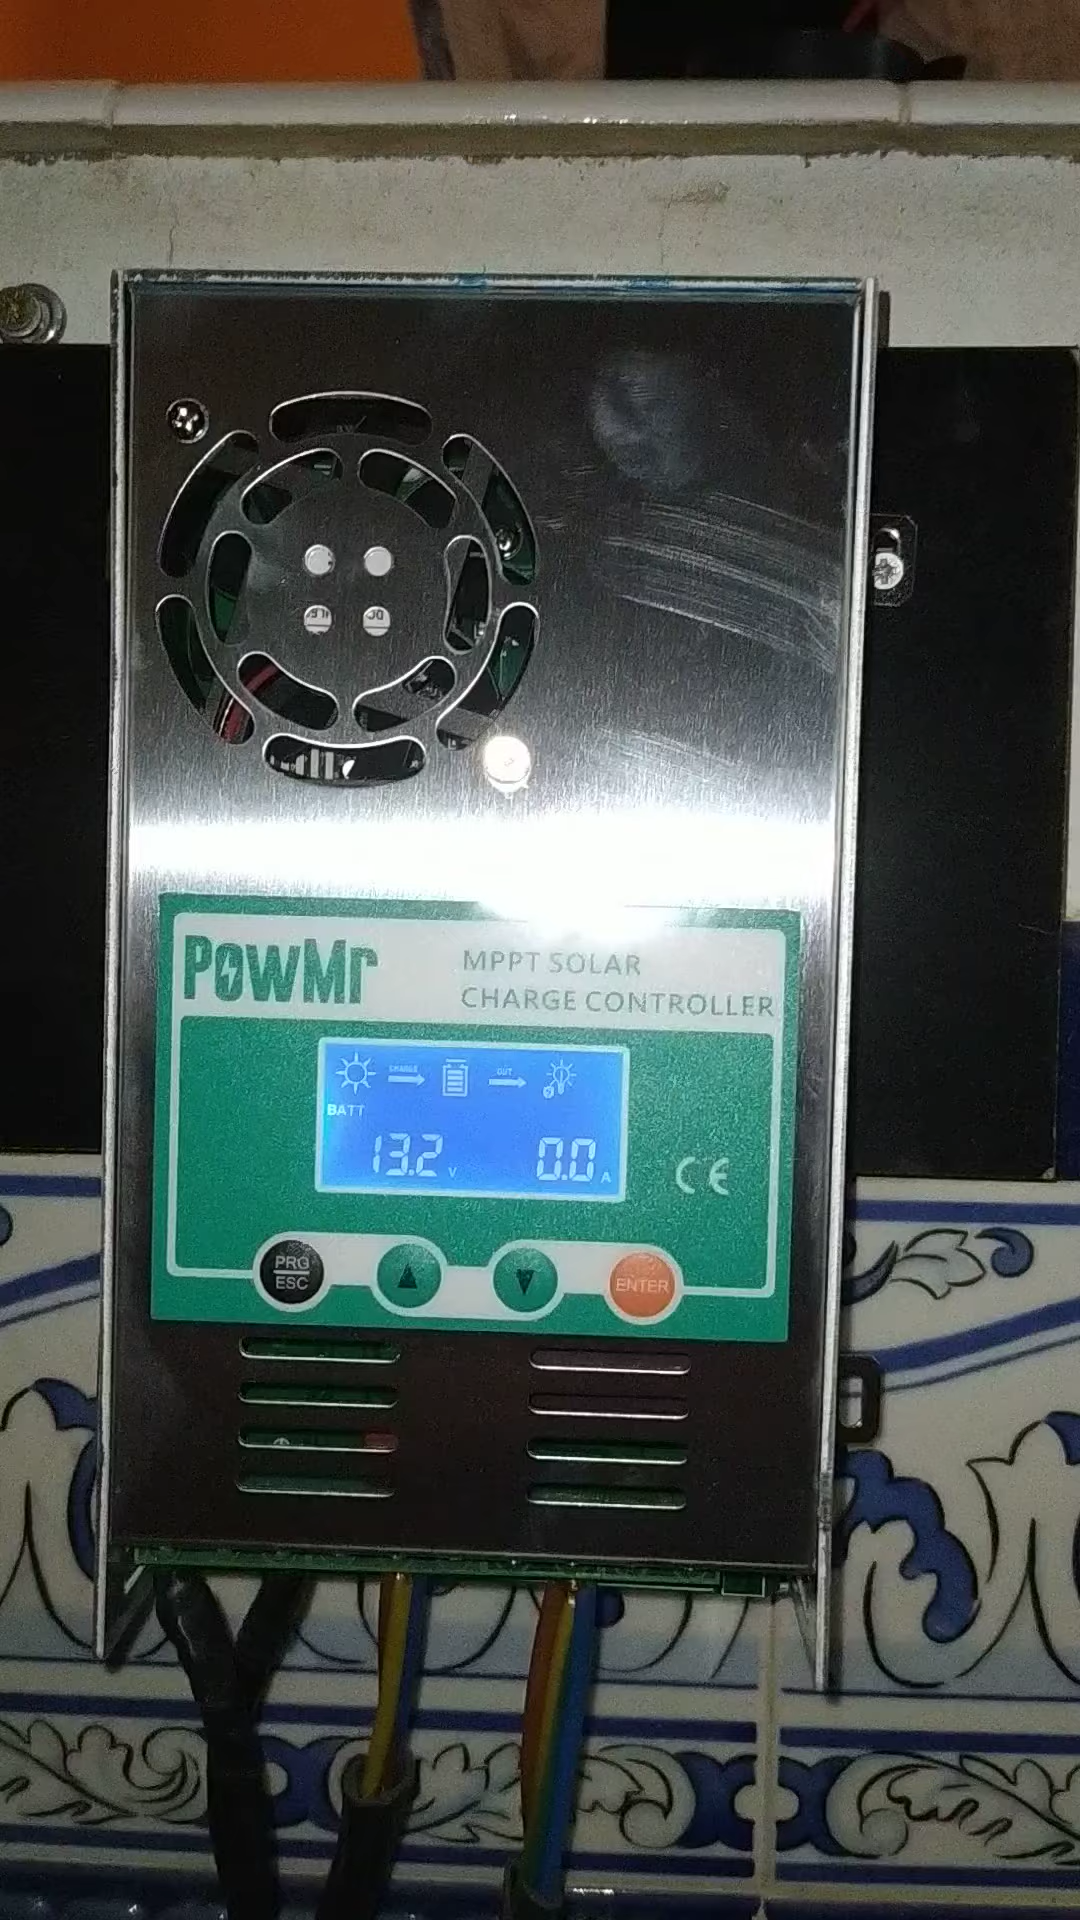 PowMr
MPPT SOLAR
CHARGE CONTROLLER
CHARGE
OUT
BATT
13.2 V
0.0 A
CE
PRG
ESC
ENTER